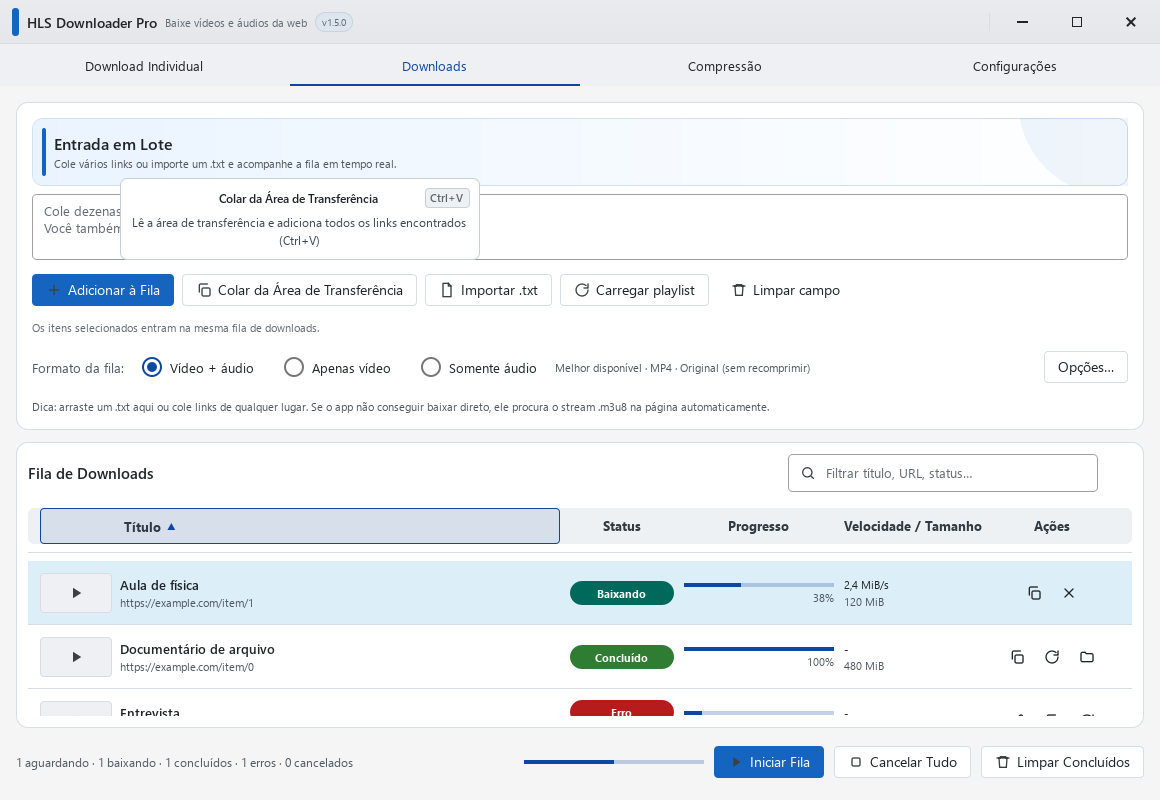 HLS Downloader Pro Baixe vídeos e áudios da web v1.5.0
Download Individual Downloads Compressão Configurações
Entrada em Lote
Cole vários links ou importe um .txt e acompanhe a fila em tempo real.
Colar da Área de Transferência Ctrl+V
Lê a área de transferência e adiciona todos os links encontrados
(Ctrl+V)
Cole dezenas
Você também
Adicionar à Fila Colar da Área de Transferência Importar .txt Carregar playlist Limpar campo
Os itens selecionados entram na mesma fila de downloads.
Formato da fila: Vídeo + áudio Apenas vídeo Somente áudio Melhor disponível · MP4 · Original (sem recomprimir) Opções...
Dica: arraste um .txt aqui ou cole links de qualquer lugar. Se o app não conseguir baixar direto, ele procura o stream .m3u8 na página automaticamente.
Fila de Downloads Filtrar título, URL, status...
Título Status Progresso Velocidade / Tamanho Ações
Aula de física Baixando 2,4 MiB/s
https://example.com/item/1 38% 120 MiB
Documentário de arquivo Concluído -
https://example.com/item/0 100% 480 MiB
Entrevista Erro -
1 aguardando · 1 baixando · 1 concluídos · 1 erros · 0 cancelados Iniciar Fila Cancelar Tudo Limpar Concluídos